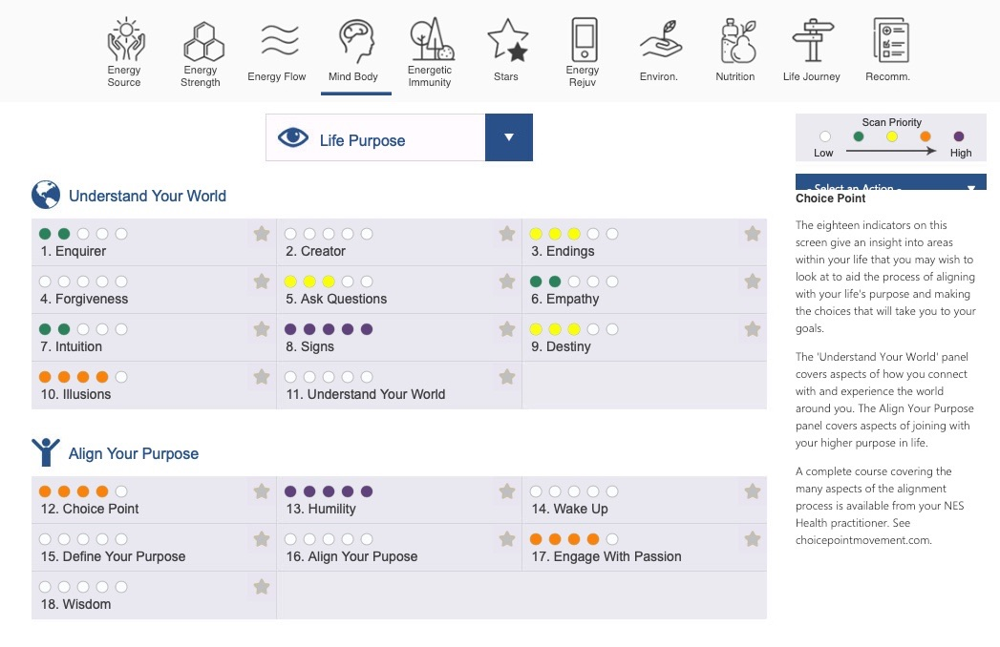 Energy
Source
Energy
Strength
Energy Flow
Mind Body
Energetic
Immunity
Stars
Energy
Rejuv
Environ.
Nutrition
Life Journey
Recomm.
Life Purpose
Scan Priority
Low
High
- Select an Action -
Understand Your World
1. Enquirer
2. Creator
3. Endings
4. Forgiveness
5. Ask Questions
6. Empathy
7. Intuition
8. Signs
9. Destiny
10. Illusions
11. Understand Your World
Align Your Purpose
12. Choice Point
13. Humility
14. Wake Up
15. Define Your Purpose
16. Align Your Pupose
17. Engage With Passion
18. Wisdom
Choice Point
The eighteen indicators on this
screen give an insight into areas
within your life that you may wish to
look at to aid the process of aligning
with your life's purpose and making
the choices that will take you to your
goals.
The 'Understand Your World' panel
covers aspects of how you connect
with and experience the world
around you. The Align Your Purpose
panel covers aspects of joining with
your higher purpose in life.
A complete course covering the
many aspects of the alignment
process is available from your NES
Health practitioner. See
choicepointmovement.com.